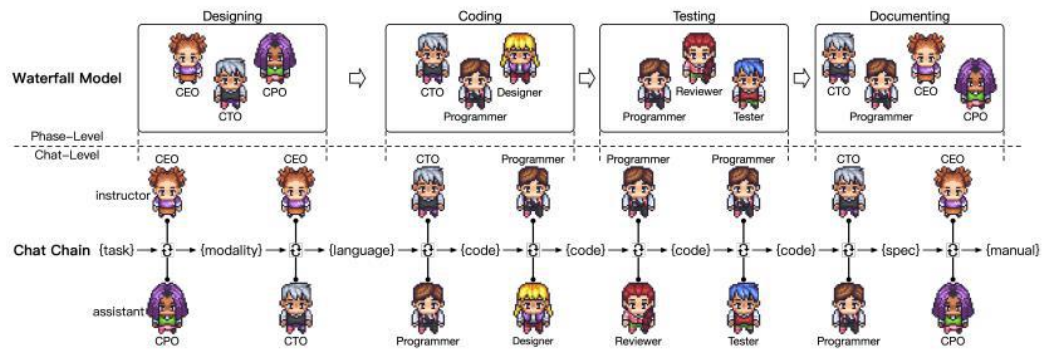 Designing Coding Testing Documenting
Waterfall Model
CEO CPO CTO
CTO Designer Programmer
Reviewer Programmer Tester
CTO CEO Programmer CPO
Phase-Level
Chat-Level
CEO CEO CTO Programmer Programmer Programmer CTO CEO
instructor
Chat Chain {task} {modality} {language} {code} {code} {code} {code} {spec} {manual}
assistant
CPO CTO Programmer Designer Reviewer Tester Programmer CPO